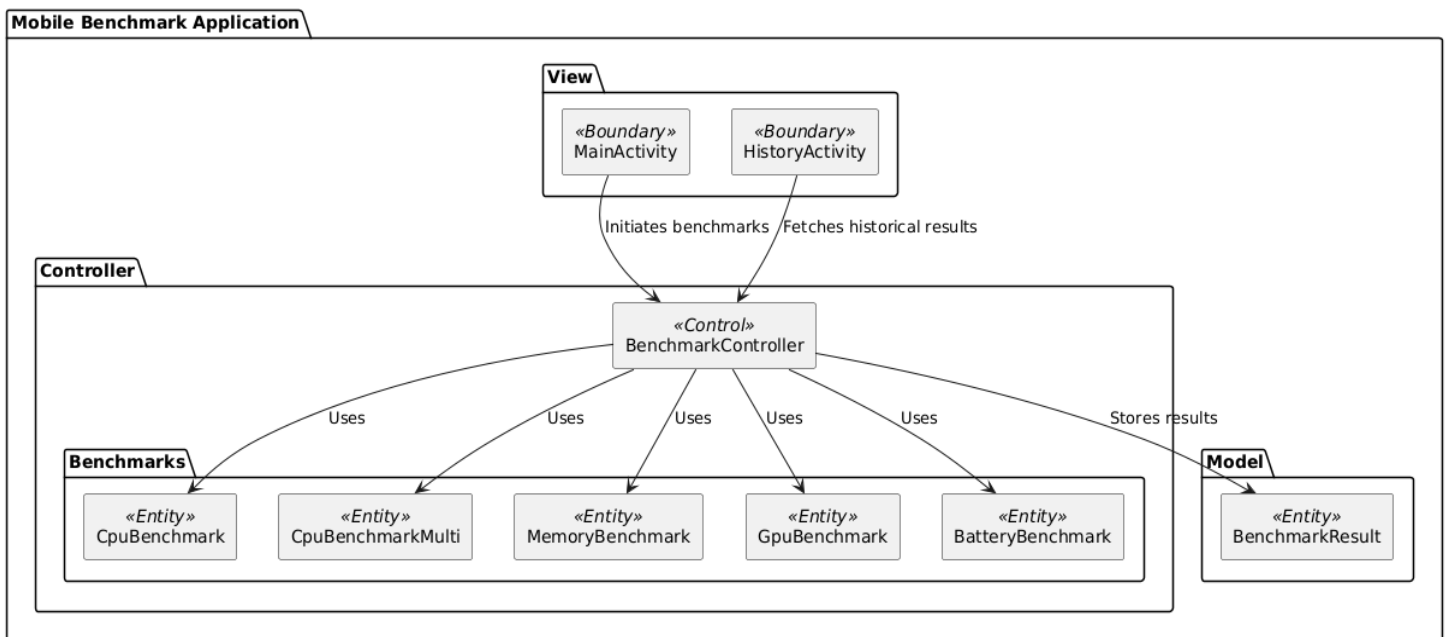 Mobile Benchmark Application
View
«Boundary»
MainActivity
«Boundary»
HistoryActivity
Initiates benchmarks
Fetches historical results
Controller
«Control»
BenchmarkController
Uses
Uses
Uses
Uses
Uses
Stores results
Benchmarks
«Entity»
CpuBenchmark
«Entity»
CpuBenchmarkMulti
«Entity»
MemoryBenchmark
«Entity»
GpuBenchmark
«Entity»
BatteryBenchmark
Model
«Entity»
BenchmarkResult